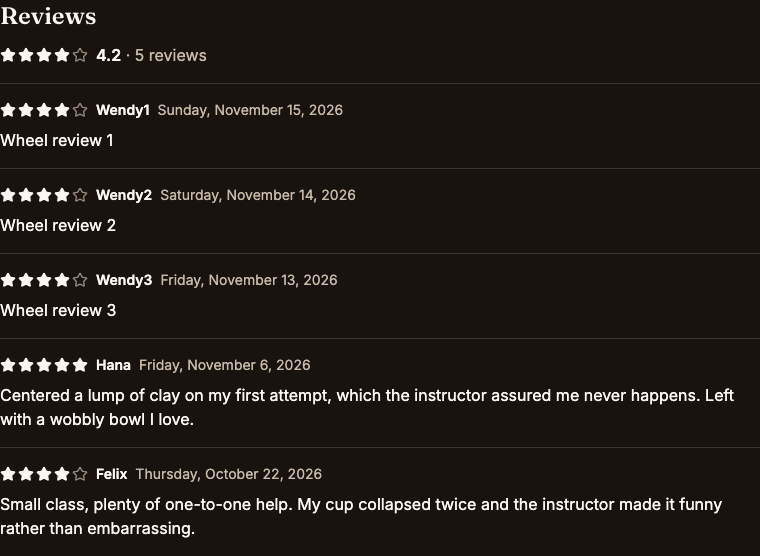 Reviews
4.2 · 5 reviews
Wendy1 Sunday, November 15, 2026
Wheel review 1
Wendy2 Saturday, November 14, 2026
Wheel review 2
Wendy3 Friday, November 13, 2026
Wheel review 3
Hana Friday, November 6, 2026
Centered a lump of clay on my first attempt, which the instructor assured me never happens. Left
with a wobbly bowl I love.
Felix Thursday, October 22, 2026
Small class, plenty of one-to-one help. My cup collapsed twice and the instructor made it funny
rather than embarrassing.